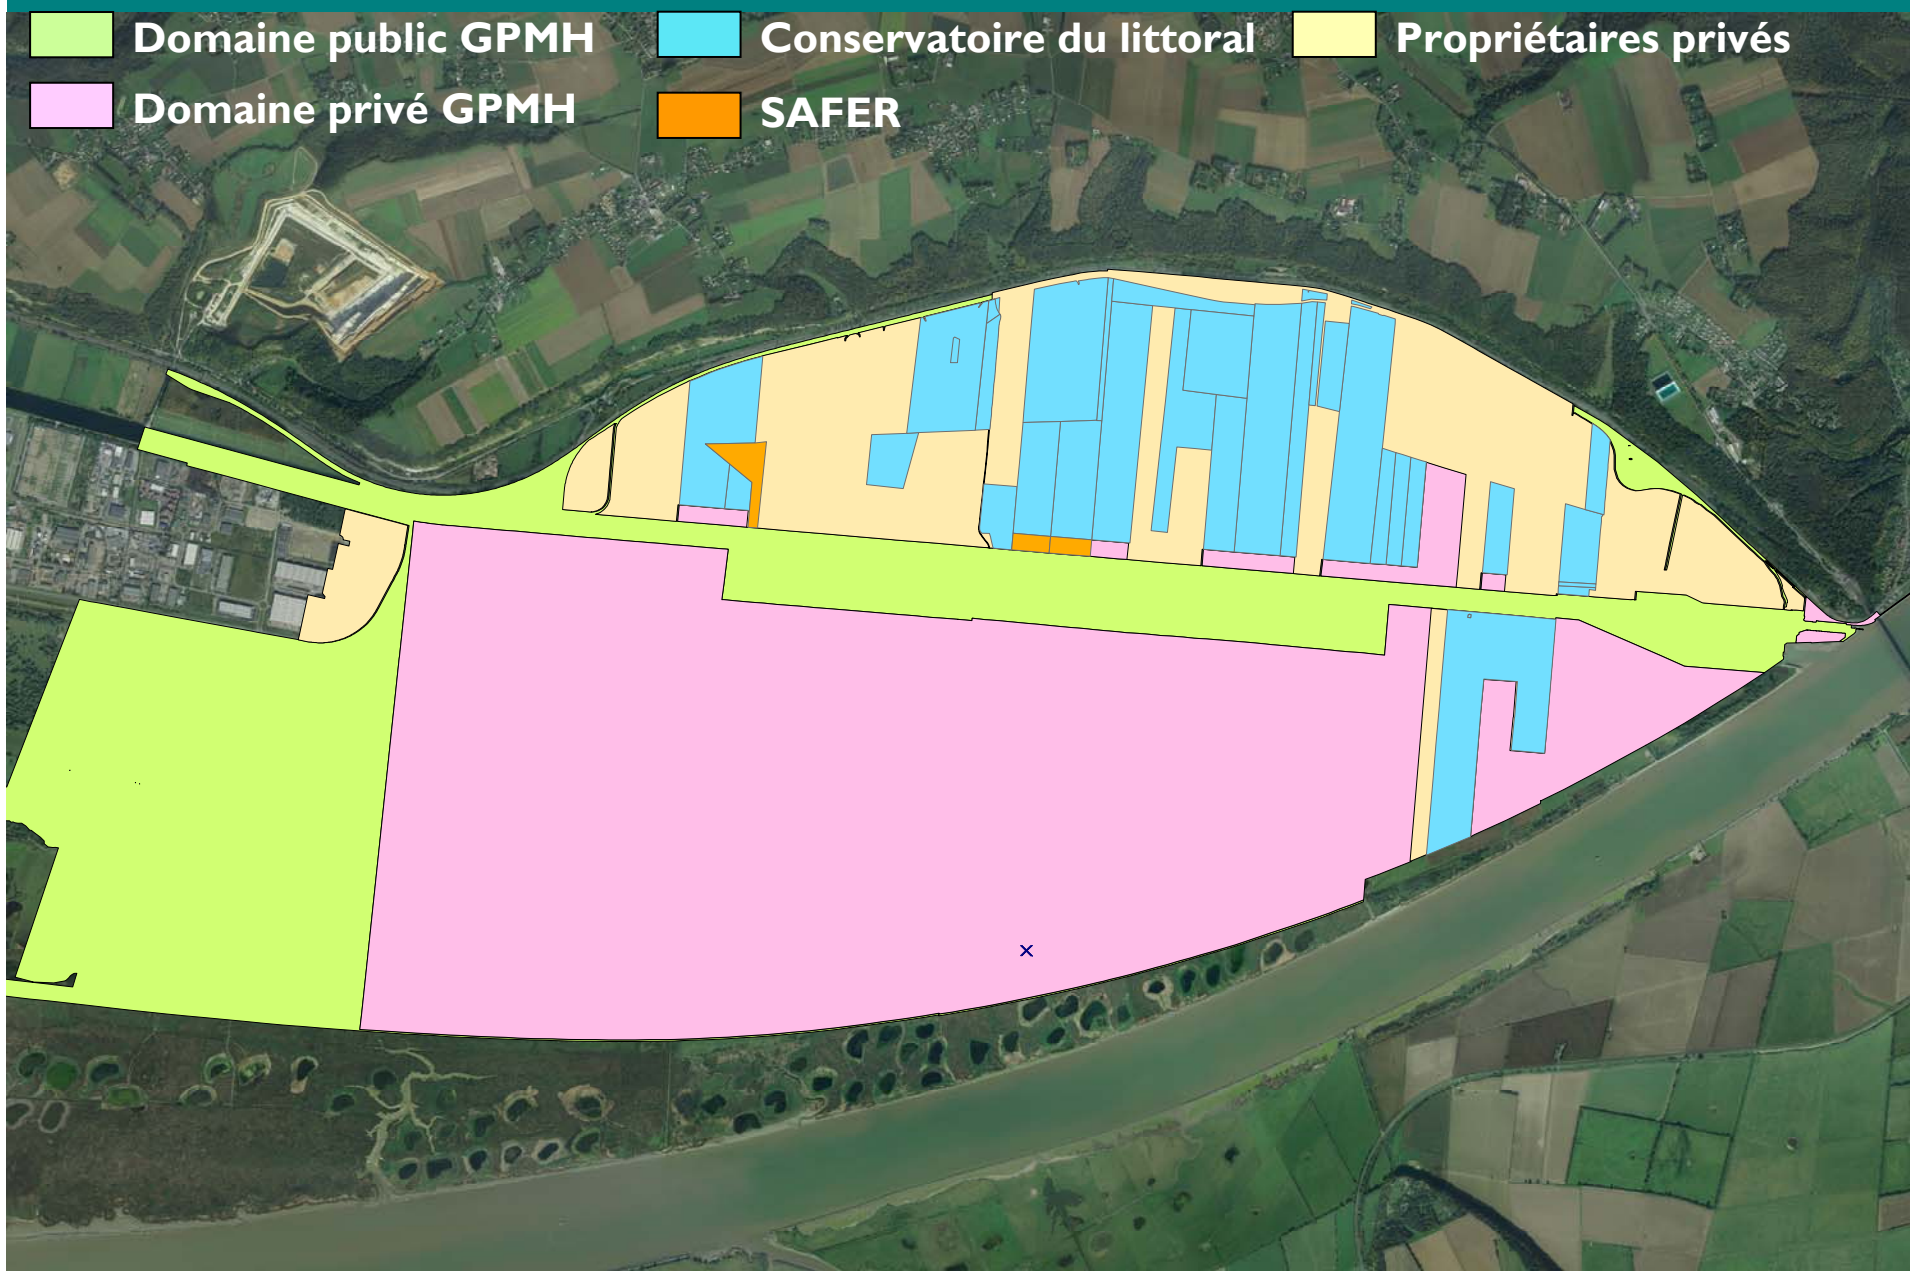 Domaine public GPMH Conservatoire du littoral Propriétaires privés
Domaine privé GPMH SAFER